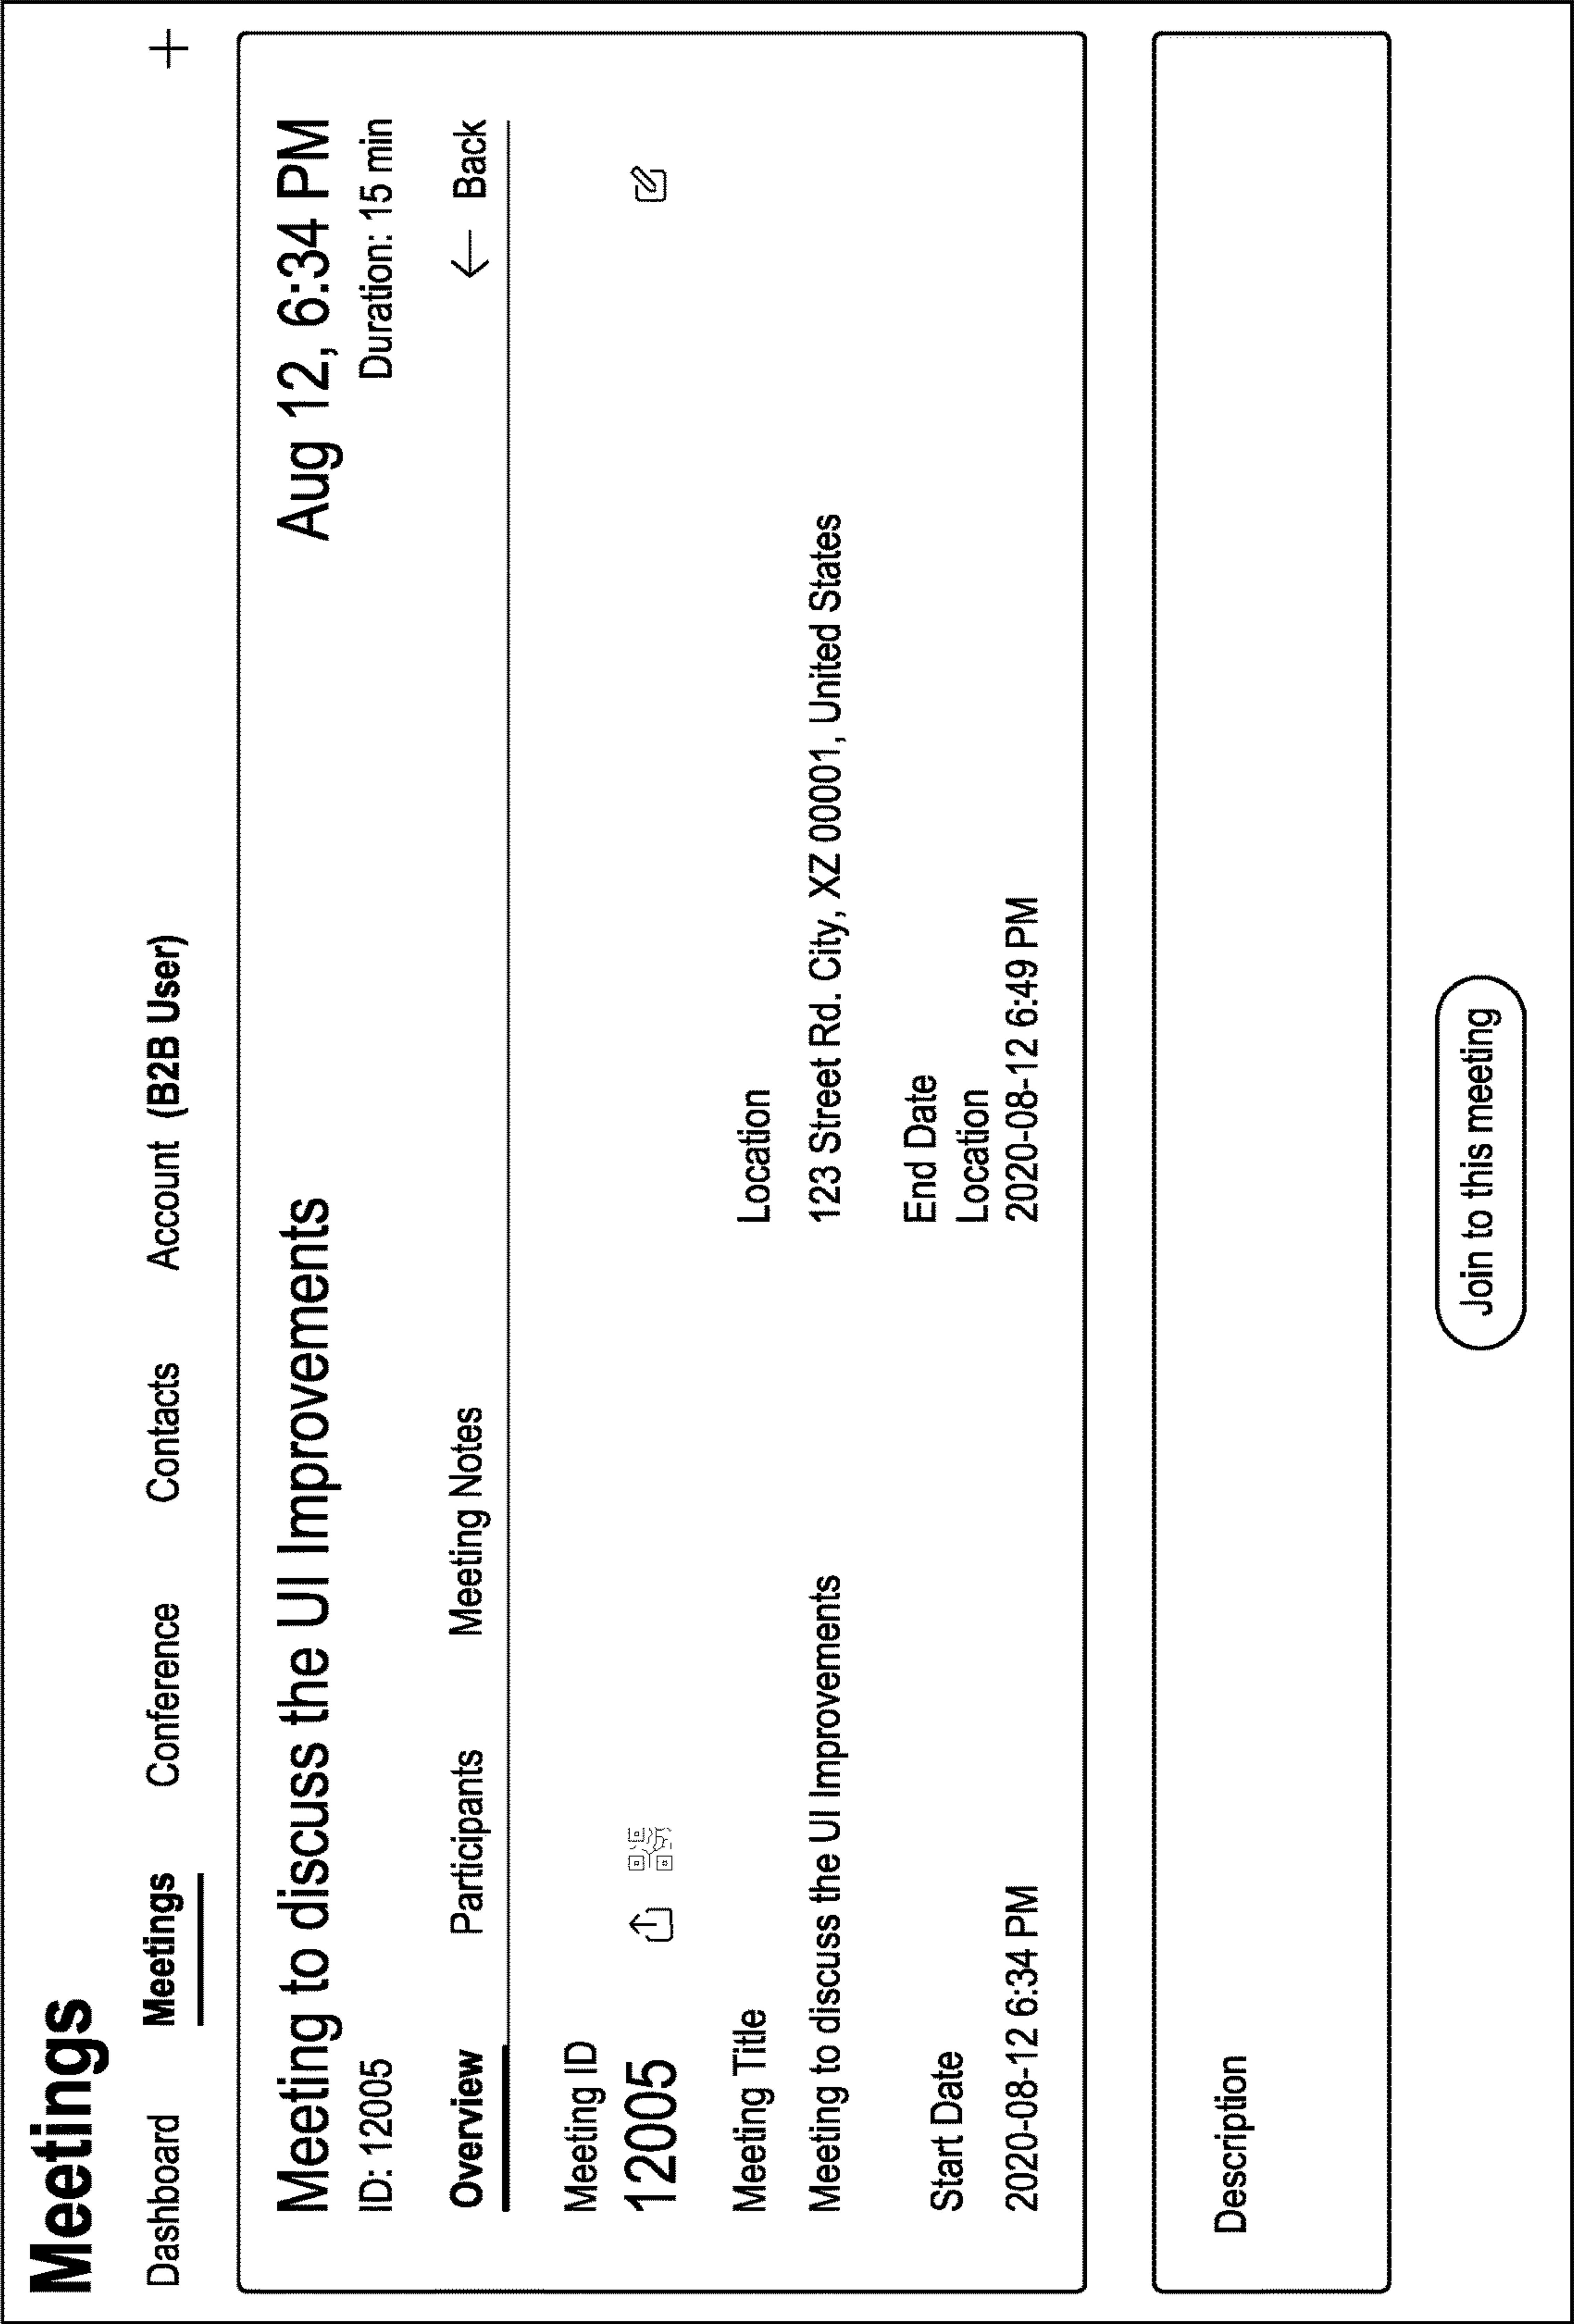 Meetings
Dashboard Meetings Conference Contacts Account (B2B User)
Meeting to discuss the UI Improvements Aug 12, 6:34 PM
ID: 12005 Duration: 15 min
Overview Participants Meeting Notes Back
Meeting ID
12005
Meeting Title Location
Meeting to discuss the UI Improvements 123 Street Rd. City, XZ 00001, United States
Start Date End Date
Location
2020-08-12 6:34 PM 2020-08-12 6:49 PM
Description
Join to this meeting